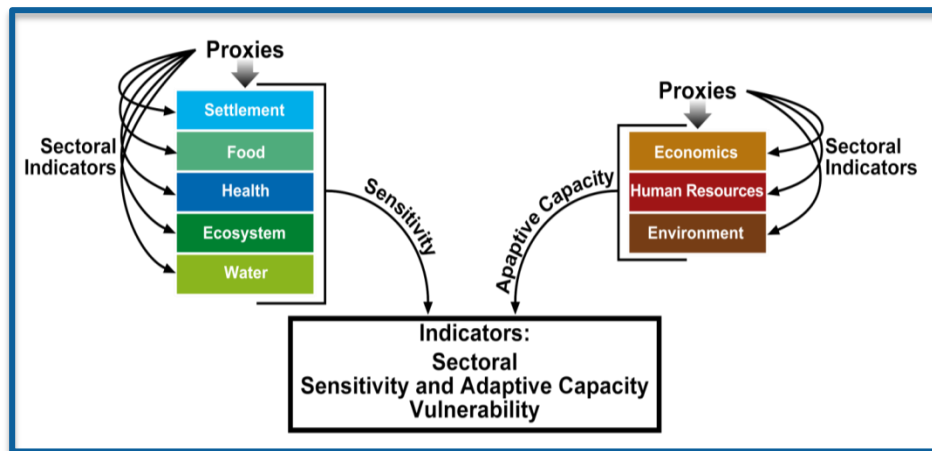 Proxies
Settlement
Food
Health
Ecosystem
Water
Sectoral
Indicators
Sensitivity
Proxies
Economics
Human Resources
Environment
Sectoral
Indicators
Apaptive Capacity
Indicators:
Sectoral
Sensitivity and Adaptive Capacity
Vulnerability